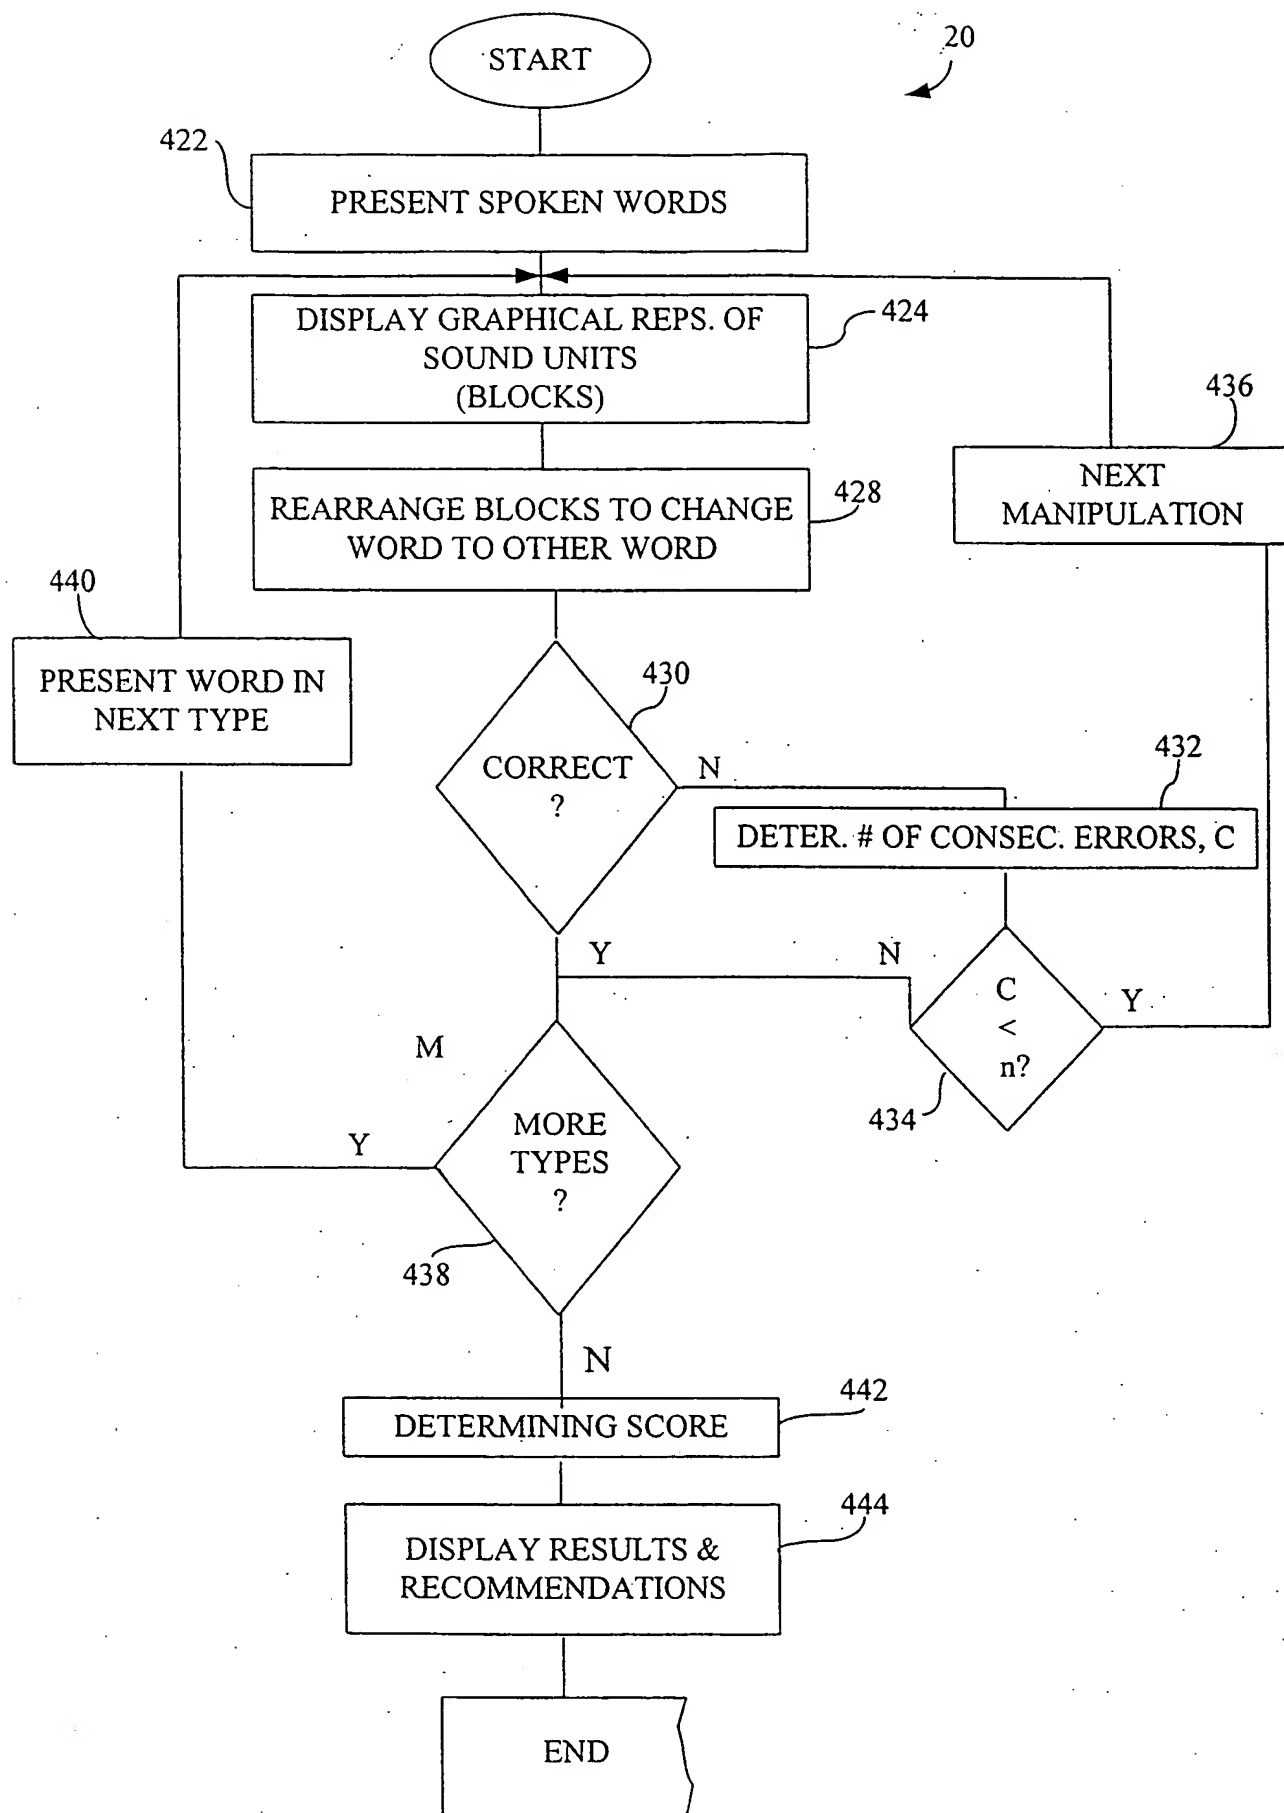 START
20
422
PRESENT SPOKEN WORDS
DISPLAY GRAPHICAL REPS. OF
SOUND UNITS
(BLOCKS)
424
436
NEXT
MANIPULATION
REARRANGE BLOCKS TO CHANGE
WORD TO OTHER WORD
428
440
PRESENT WORD IN
NEXT TYPE
430
CORRECT
?
N
432
DETER. # OF CONSEC. ERRORS, C
Y
N
C
<
n?
Y
434
M
MORE
TYPES
?
Y
438
N
442
DETERMINING SCORE
444
DISPLAY RESULTS &
RECOMMENDATIONS
END